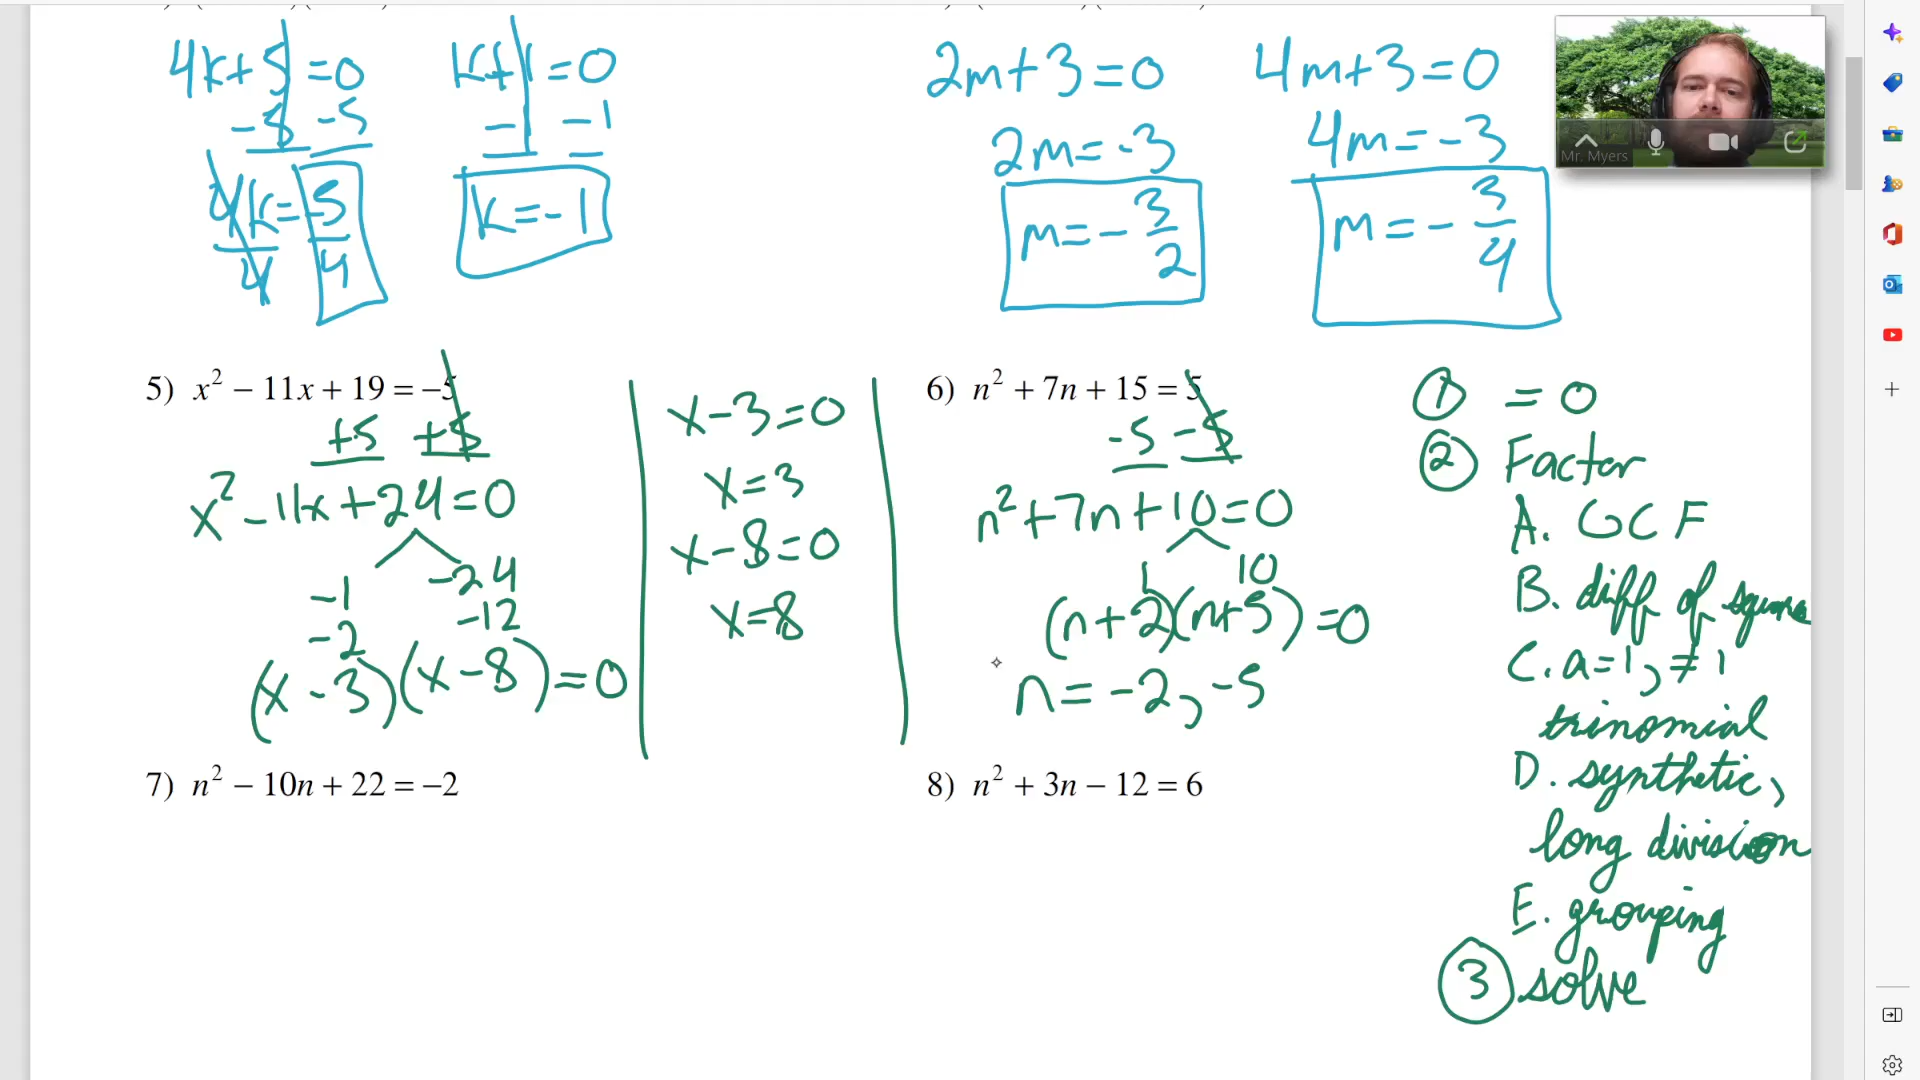 4k+5 =0
-5 -5
4k=-5
4 4
k+1 =0
-1 -1
k=-1
2m+3=0
2m=-3
m=-3/2
4m+3=0
4m=-3
m=-3/4
Mr. Myers
5) x² − 11x + 19 = −5
+5 +5
x²-11x+24=0
-1 -24
-2 -12
(x-3)(x-8)=0
x-3=0
x=3
x-8=0
x=8
6) n² + 7n + 15 = 5
-5 -5
n²+7n+10=0
1 10
(n+2)(n+5)=0
n=-2,-5
① =0
② Factor
A. GCF
B. diff of square
C. a=1, ≠1
trinomial
D. synthetic,
long division
E. grouping
③ solve
7) n² − 10n + 22 = −2
8) n² + 3n − 12 = 6